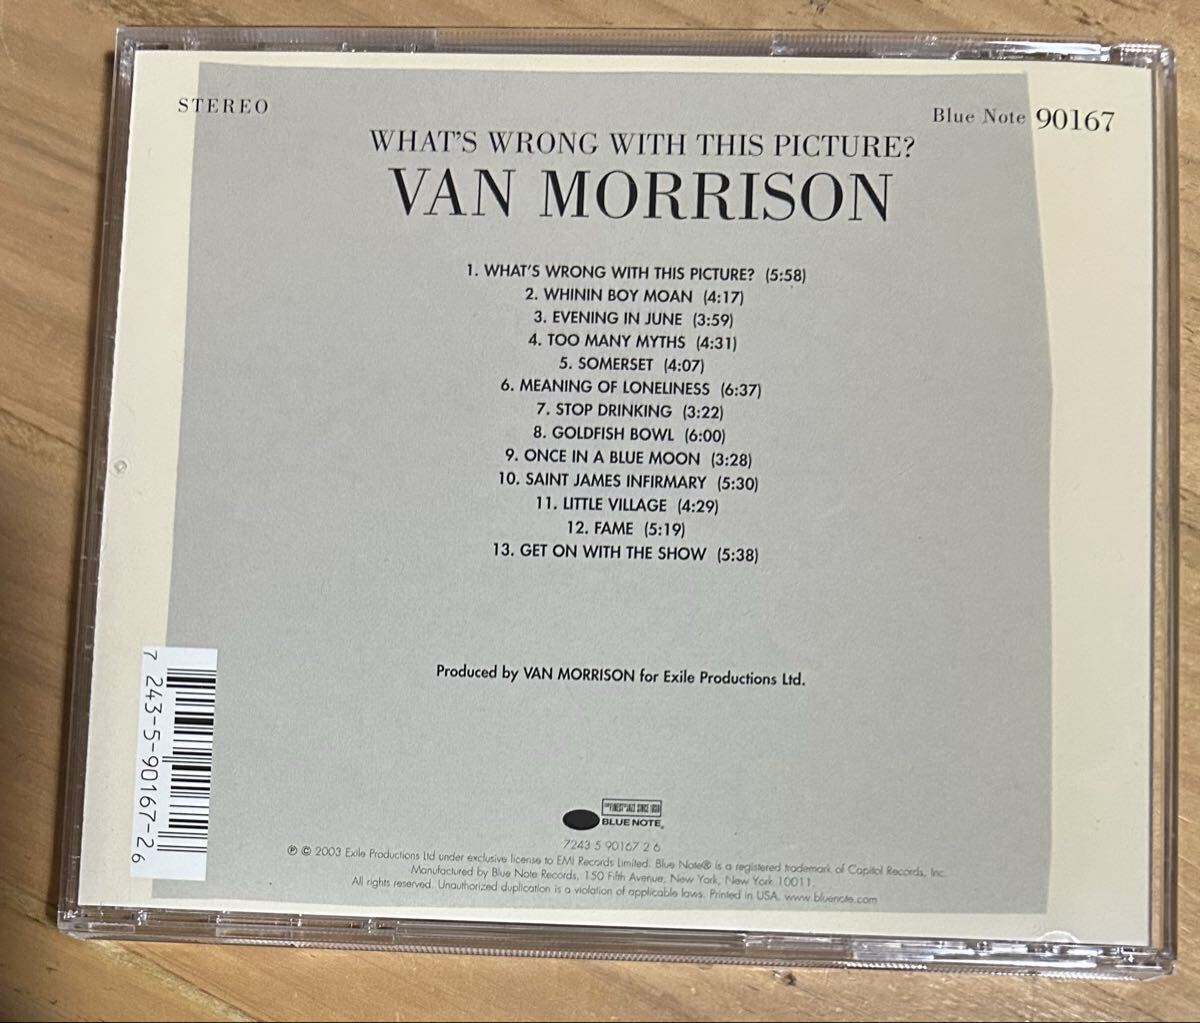 STEREO
Blue Note 90167
WHAT'S WRONG WITH THIS PICTURE?
VAN MORRISON
1. WHAT'S WRONG WITH THIS PICTURE? (5:58)
2. WHININ BOY MOAN (4:17)
3. EVENING IN JUNE (3:59)
4. TOO MANY MYTHS (4:31)
5. SOMERSET (4:07)
6. MEANING OF LONELINESS (6:37)
7. STOP DRINKING (3:22)
8. GOLDFISH BOWL (6:00)
9. ONCE IN A BLUE MOON (3:28)
10. SAINT JAMES INFIRMARY (5:30)
11. LITTLE VILLAGE (4:29)
12. FAME (5:19)
13. GET ON WITH THE SHOW (5:38)
Produced by VAN MORRISON for Exile Productions Ltd.
7 243-5-90167-2 6
THE FINEST IN JAZZ SINCE 1939
BLUE NOTE®
7243 5 90167 2 6
℗ © 2003 Exile Productions Ltd under exclusive license to EMI Records Limited. Blue Note® is a registered trademark of Capitol Records, Inc.
Manufactured by Blue Note Records, 150 Fifth Avenue, New York, New York 10011.
All rights reserved. Unauthorized duplication is a violation of applicable laws. Printed in USA. www.bluenote.com